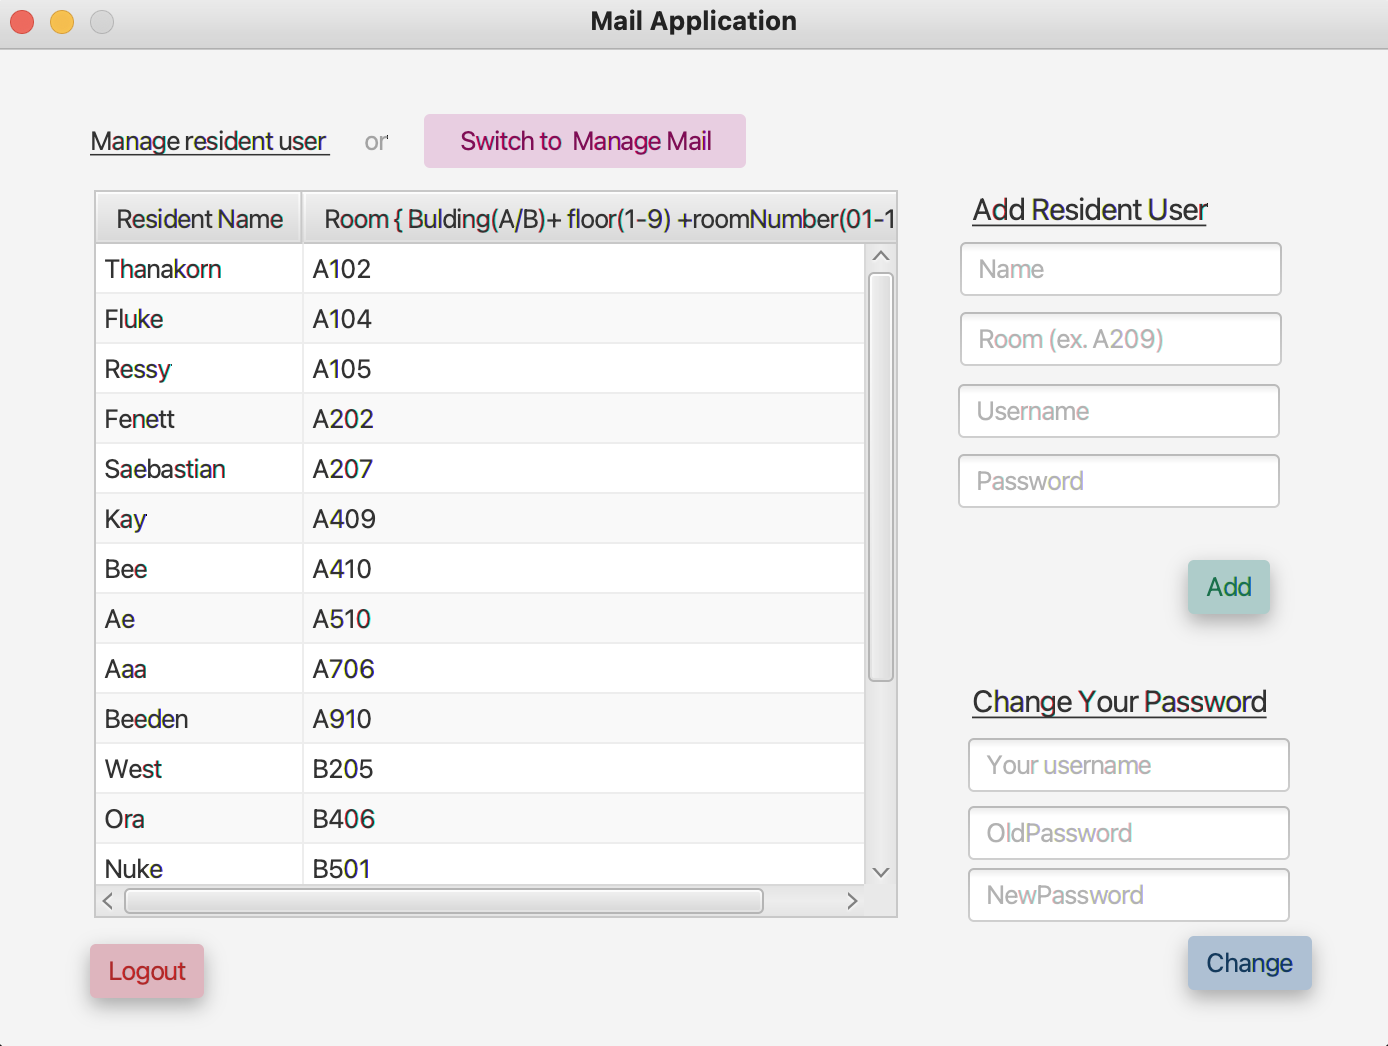 Mail Application
Manage resident user or Switch to Manage Mail
Resident Name Room { Bulding(A/B)+ floor(1-9) +roomNumber(01-1
Thanakorn A102
Fluke A104
Ressy A105
Fenett A202
Saebastian A207
Kay A409
Bee A410
Ae A510
Aaa A706
Beeden A910
West B205
Ora B406
Nuke B501
Logout
Add Resident User
Name
Room (ex. A209)
Username
Password
Add
Change Your Password
Your username
OldPassword
NewPassword
Change